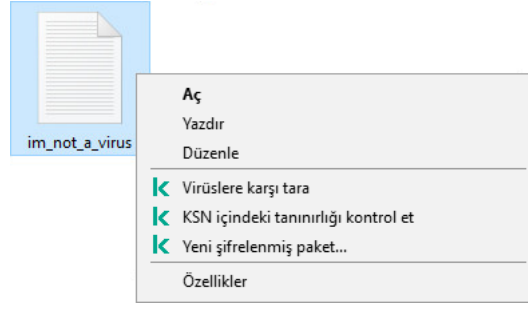 im_not_a_virus
Aç
Yazdır
Düzenle
Virüslere karşı tara
KSN içindeki tanınırlığı kontrol et
Yeni şifrelenmiş paket...
Özellikler